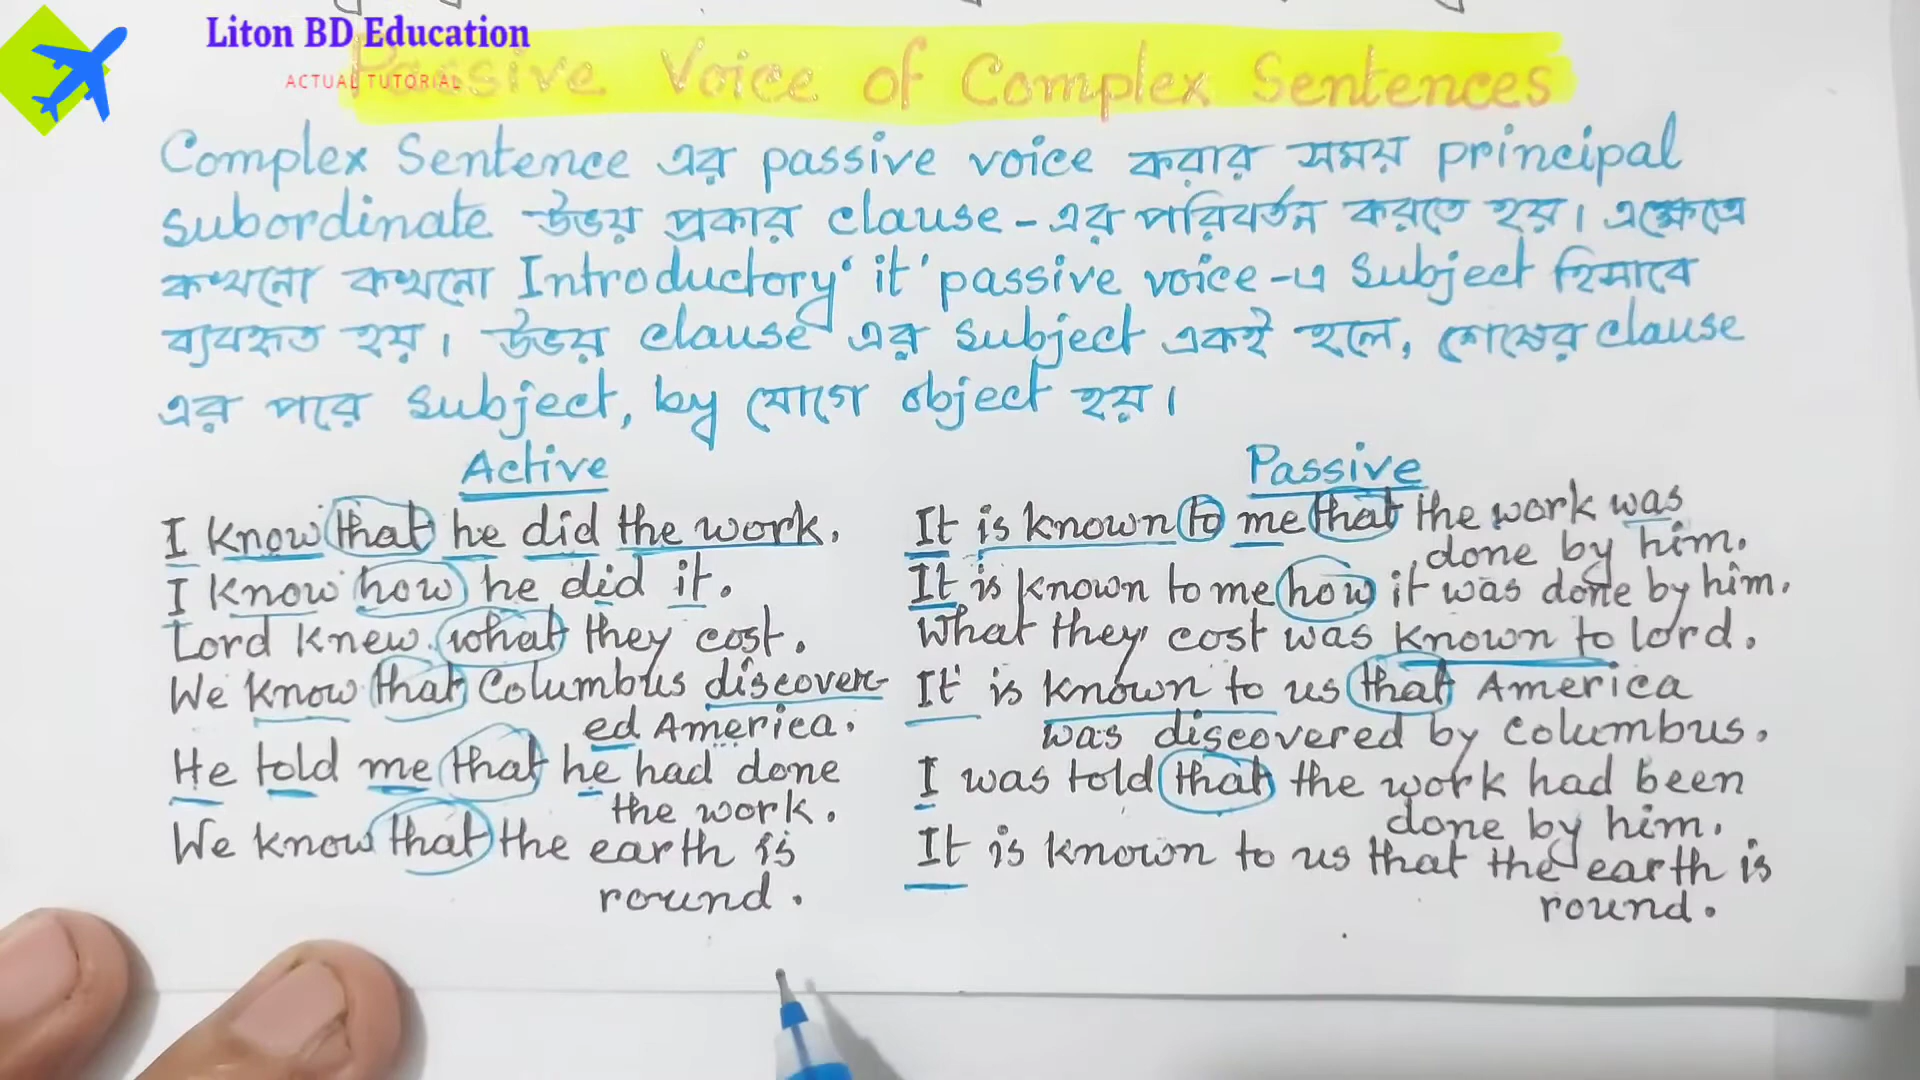 Liton BD Education
ACTUAL TUTORIAL
Passive Voice of Complex Sentences
Complex Sentence এর passive voice করার সময় principal
subordinate উভয় প্রকার clause-এর পরিবর্তন করতে হয়। এক্ষেত্রে
কখনো কখনো Introductory 'it' passive voice-এ subject হিসাবে
ব্যবহৃত হয়। উভয় clause এর subject একই হলে, শেষের clause
এর পরে subject, by যোগে object হয়।
Active
I know that he did the work.
I know how he did it.
Lord knew what they cost.
We know that Columbus discover-
ed America.
He told me that he had done
the work.
We know that the earth is
round.
Passive
It is known to me that the work was
done by him.
It is known to me how it was done by him.
What they cost was known to lord.
It is known to us that America
was discovered by Columbus.
I was told that the work had been
done by him.
It is known to us that the earth is
round.